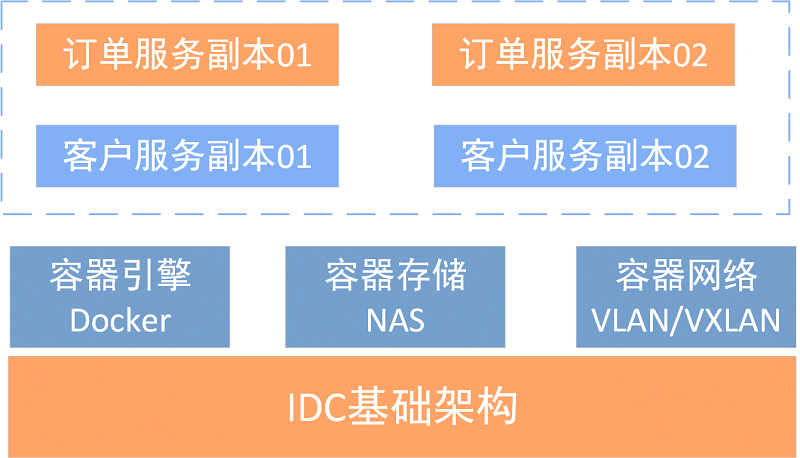 订单服务副本01
订单服务副本02
客户服务副本01
客户服务副本02
容器引擎
Docker
容器存储
NAS
容器网络
VLAN/VXLAN
IDC基础架构